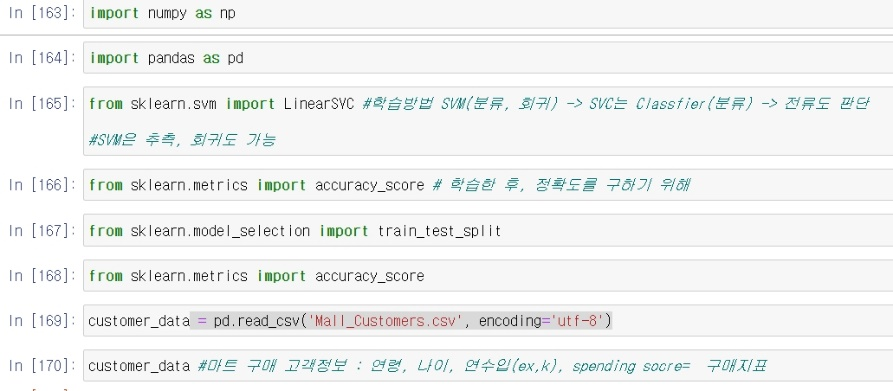 In [163]: import numpy as np
In [164]: import pandas as pd
In [165]: from sklearn.svm import LinearSVC #학습방법 SVM(분류, 회귀) -> SVC는 Classfier(분류) -> 전류도 판단
#SVM은 추측, 회귀도 가능
In [166]: from sklearn.metrics import accuracy_score # 학습한 후, 정확도를 구하기 위해
In [167]: from sklearn.model_selection import train_test_split
In [168]: from sklearn.metrics import accuracy_score
In [169]: customer_data = pd.read_csv('Mall_Customers.csv', encoding='utf-8')
In [170]: customer_data #마트 구매 고객정보 : 연령, 나이, 연수입(ex,k), spending socre= 구매지표